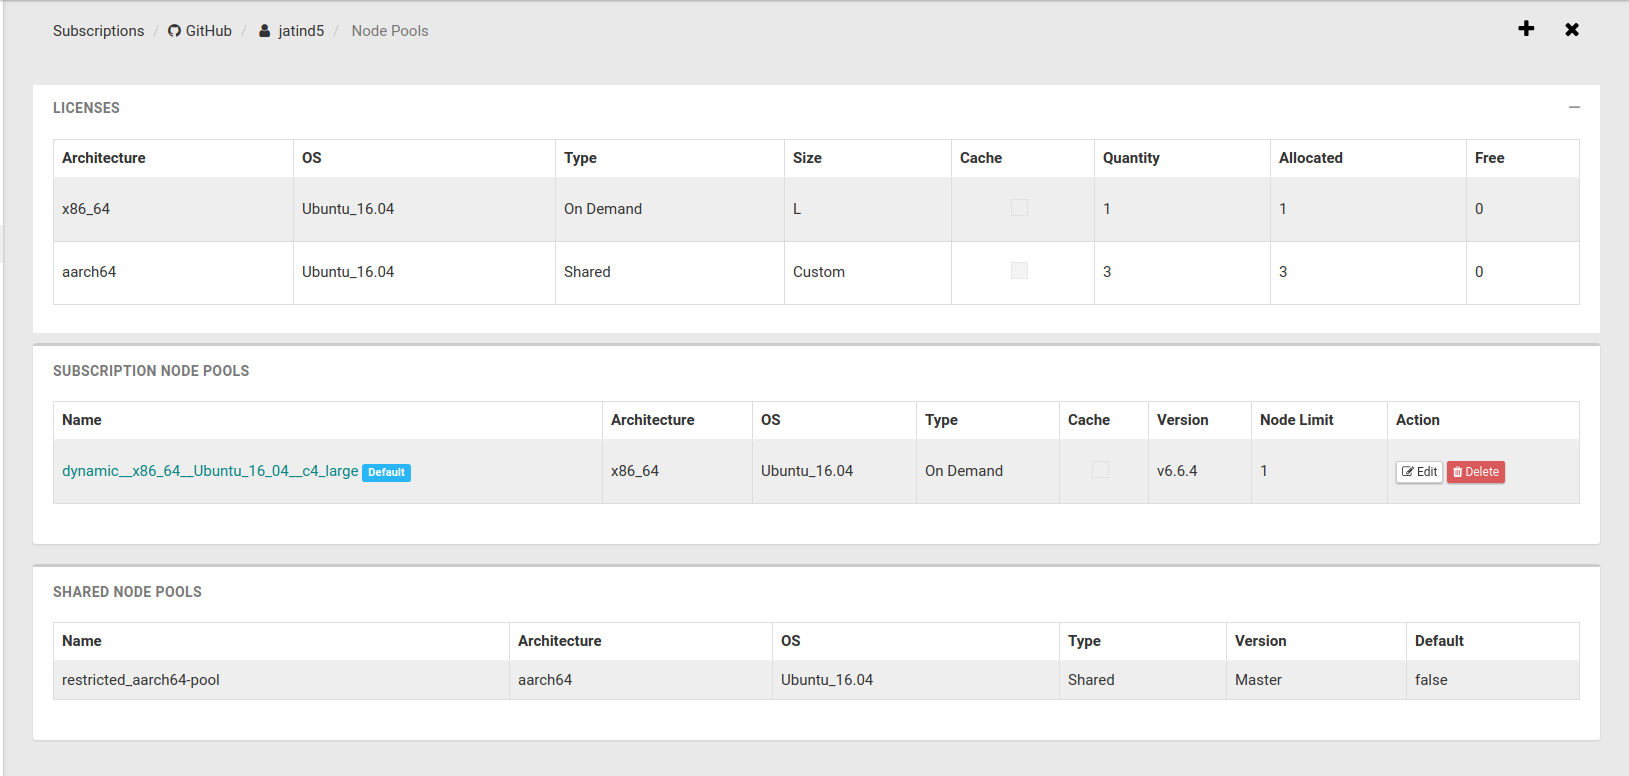 Subscriptions / GitHub / jatind5 / Node Pools
LICENSES
Architecture OS Type Size Cache Quantity Allocated Free
x86_64 Ubuntu_16.04 On Demand L 1 1 0
aarch64 Ubuntu_16.04 Shared Custom 3 3 0
SUBSCRIPTION NODE POOLS
Name Architecture OS Type Cache Version Node Limit Action
dynamic__x86_64__Ubuntu_16_04__c4_large Default x86_64 Ubuntu_16.04 On Demand v6.6.4 1 Edit Delete
SHARED NODE POOLS
Name Architecture OS Type Version Default
restricted_aarch64-pool aarch64 Ubuntu_16.04 Shared Master false